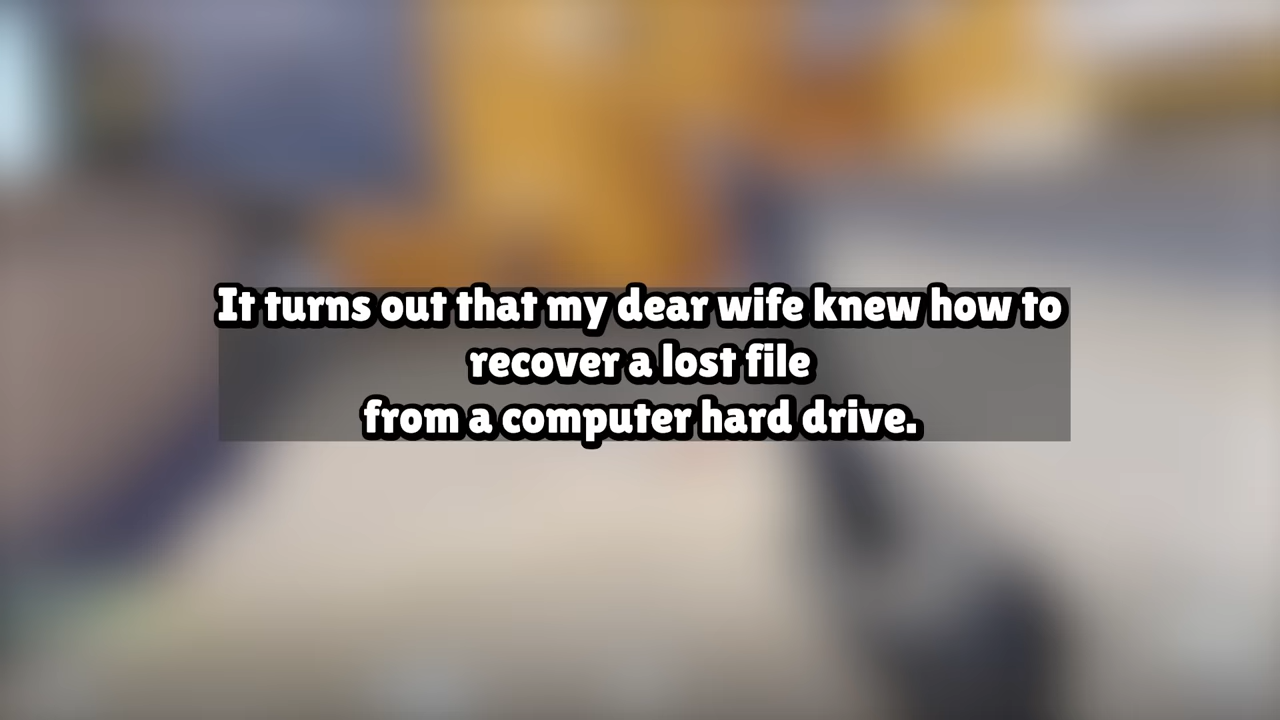 It turns out that my dear wife knew how to
recover a lost file
from a computer hard drive.